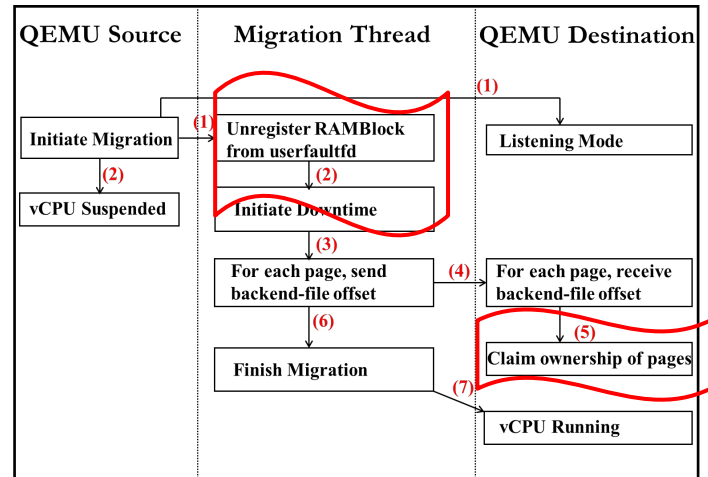 QEMU Source
Migration Thread
QEMU Destination
(1)
Initiate Migration
(1)
Unregister RAMBlock
from userfaultfd
Listening Mode
(2)
(2)
vCPU Suspended
Initiate Downtime
(3)
For each page, send
backend-file offset
(4)
For each page, receive
backend-file offset
(6)
(5)
Claim ownership of pages
Finish Migration
(7)
vCPU Running